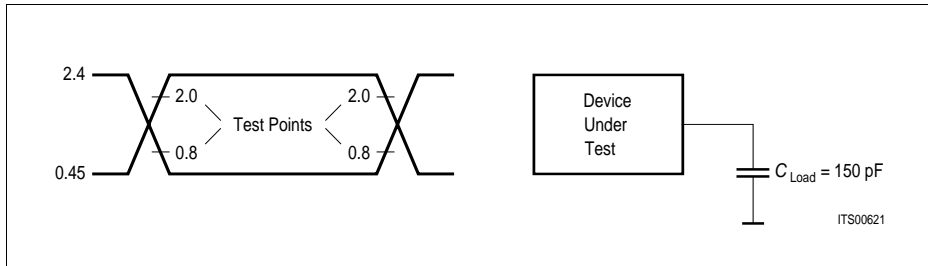 2.4
2.0
2.0
Test Points
0.8
0.8
0.45
Device
Under
Test
C Load = 150 pF
ITS00621